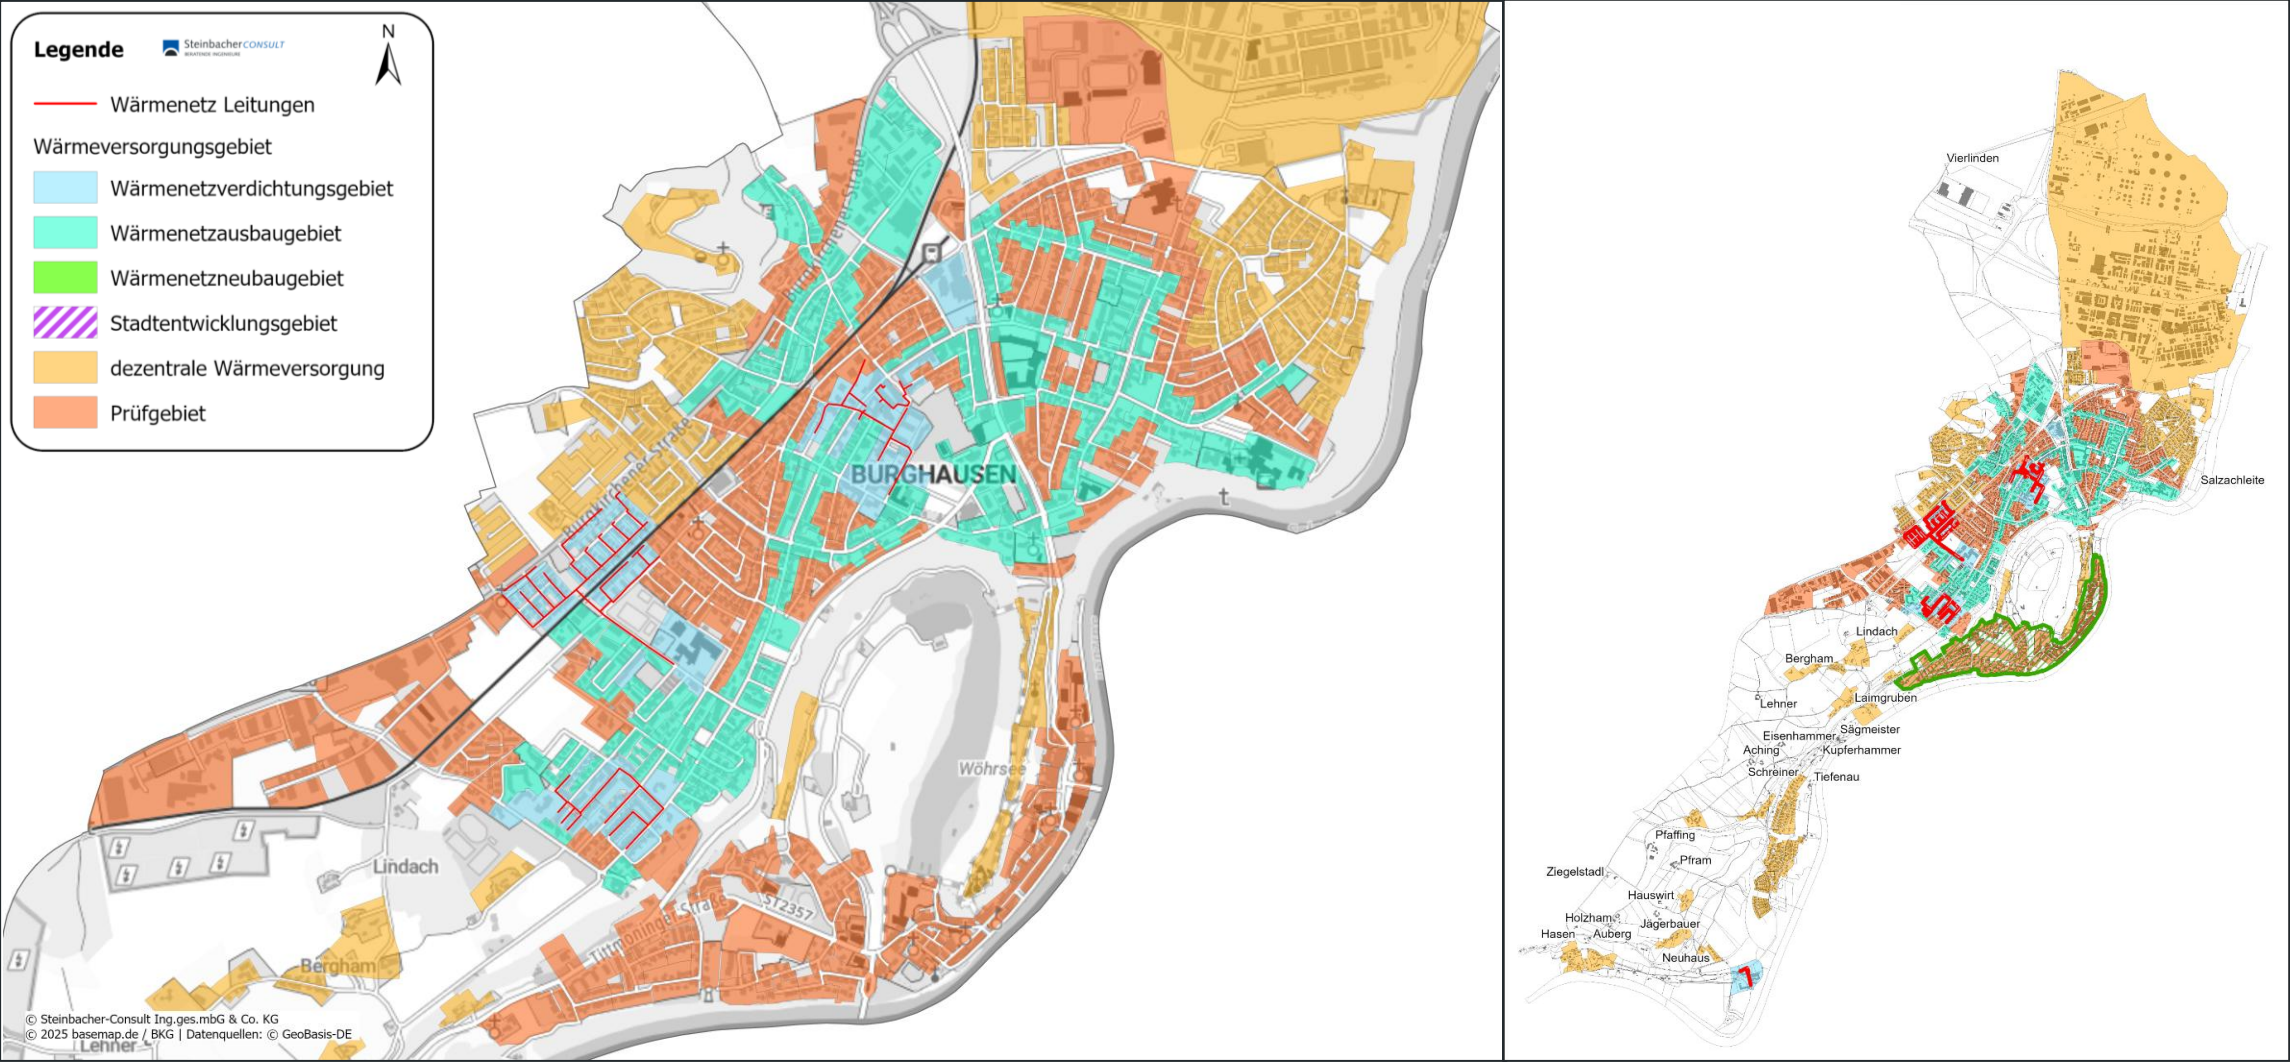 Legende
SteinbacherCONSULT
BERATENDE INGENIEURE
N
Wärmenetz Leitungen
Wärmeversorgungsgebiet
Wärmenetzverdichtungsgebiet
Wärmenetzausbaugebiet
Wärmenetzneubaugebiet
Stadtentwicklungsgebiet
dezentrale Wärmeversorgung
Prüfgebiet
Burgkirchener Straße
Burgkirchener Straße
BURGHAUSEN
Wöhrsee
Lindach
ST2357
Tittmoninger Straße
Bergham
Lehner
© Steinbacher-Consult Ing.ges.mbG & Co. KG
© 2025 basemap.de / BKG | Datenquellen: © GeoBasis-DE
Vierlinden
Salzachleite
Lindach
Bergham
Laimgruben
Lehner
Sägmeister
Eisenhammer
Aching
Kupferhammer
Schreiner
Tiefenau
Pfaffing
Pfram
Ziegelstadl
Hauswirt
Holzham
Jägerbauer
Hasen
Auberg
Neuhaus